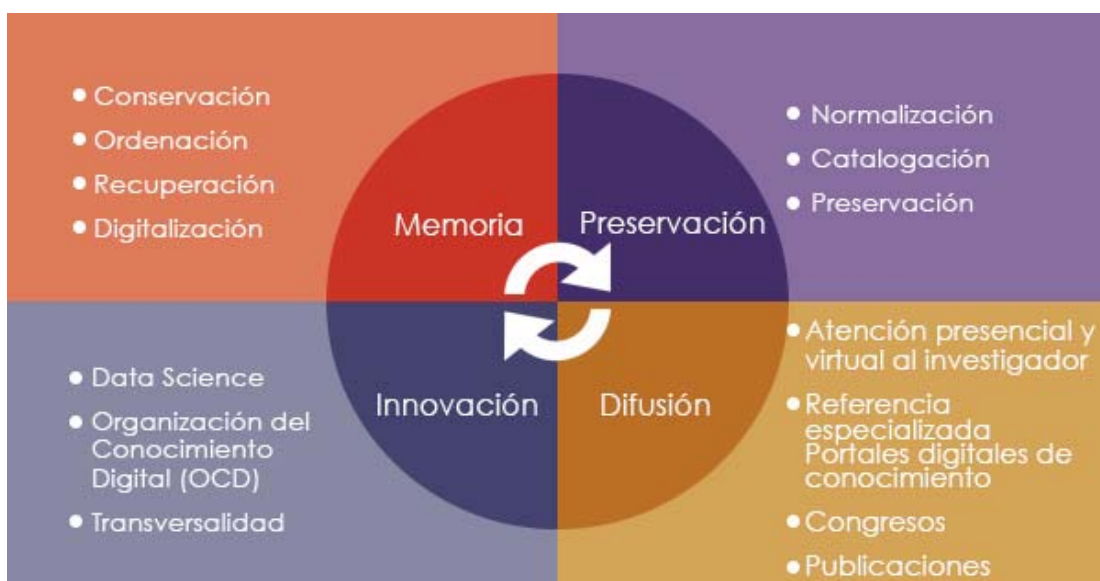 • Conservación
• Ordenación
• Recuperación
• Digitalización
Memoria
Preservación
• Normalización
• Catalogación
• Preservación
• Data Science
• Organización del
Conocimiento
Digital (OCD)
• Transversalidad
Innovación
Difusión
• Atención presencial y
virtual al investigador
• Referencia
especializada
Portales digitales de
conocimiento
• Congresos
• Publicaciones